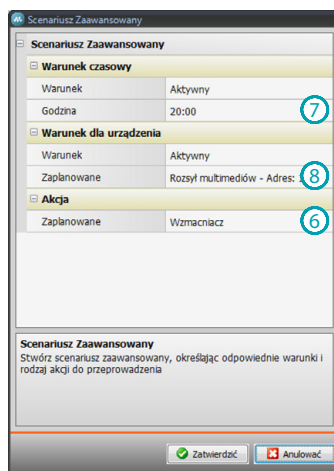 Scenariusz Zaawansowany
Scenariusz Zaawansowany
Warunek czasowy
Warunek Aktywny
Godzina 20:00 7
Warunek dla urządzenia
Warunek Aktywny
Zaplanowane Rozsył multimediów - Adres: 8
Akcja
Zaplanowane Wzmacniacz 6
Scenariusz Zaawansowany
Stwórz scenariusz zaawansowany, określając odpowiednie warunki i
rodzaj akcji do przeprowadzenia
Zatwierdzić Anulować